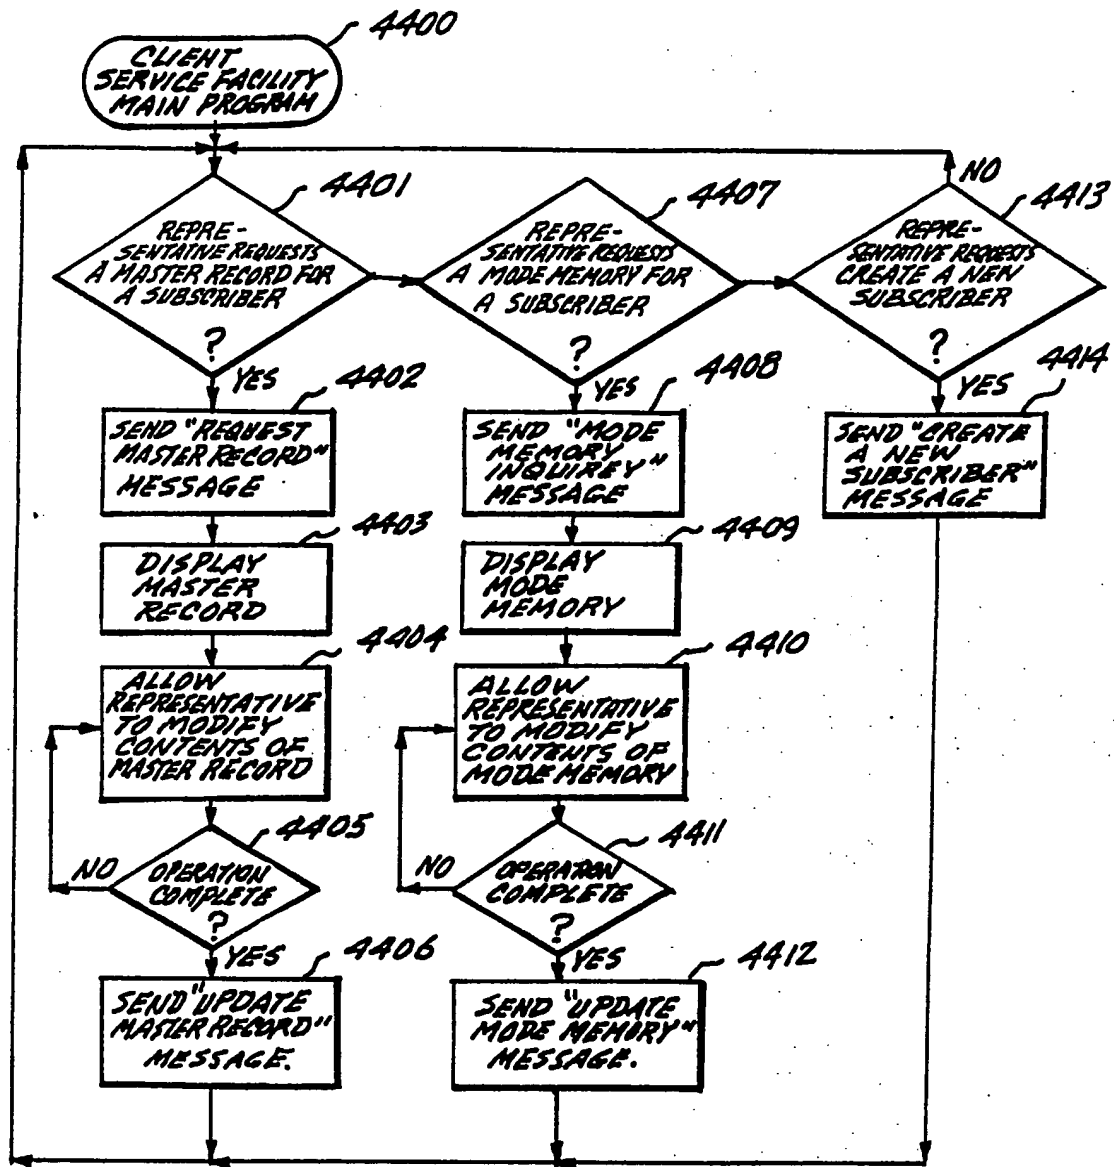 4400
CLIENT
SERVICE FACILITY
MAIN PROGRAM
4401
REPRE-
SENTATIVE REQUESTS
A MASTER RECORD FOR
A SUBSCRIBER
?
YES
4402
SEND "REQUEST
MASTER RECORD"
MESSAGE
4403
DISPLAY
MASTER
RECORD
4404
ALLOW
REPRESENTATIVE
TO MODIFY
CONTENTS OF
MASTER RECORD
4405
NO
OPERATION
COMPLETE
?
YES
4406
SEND "UPDATE
MASTER RECORD"
MESSAGE.
4407
REPRE-
SENTATIVE REQUESTS
A MODE MEMORY FOR
A SUBSCRIBER
?
YES
4408
SEND "MODE
MEMORY
INQUIREY"
MESSAGE
4409
DISPLAY
MODE
MEMORY
4410
ALLOW
REPRESENTATIVE
TO MODIFY
CONTENTS OF
MODE MEMORY
4411
NO
OPERATION
COMPLETE
?
YES
4412
SEND "UPDATE
MODE MEMORY"
MESSAGE.
NO
4413
REPRE-
SENTATIVE REQUESTS
CREATE A NEW
SUBSCRIBER
?
YES
4414
SEND "CREATE
A NEW
SUBSCRIBER"
MESSAGE